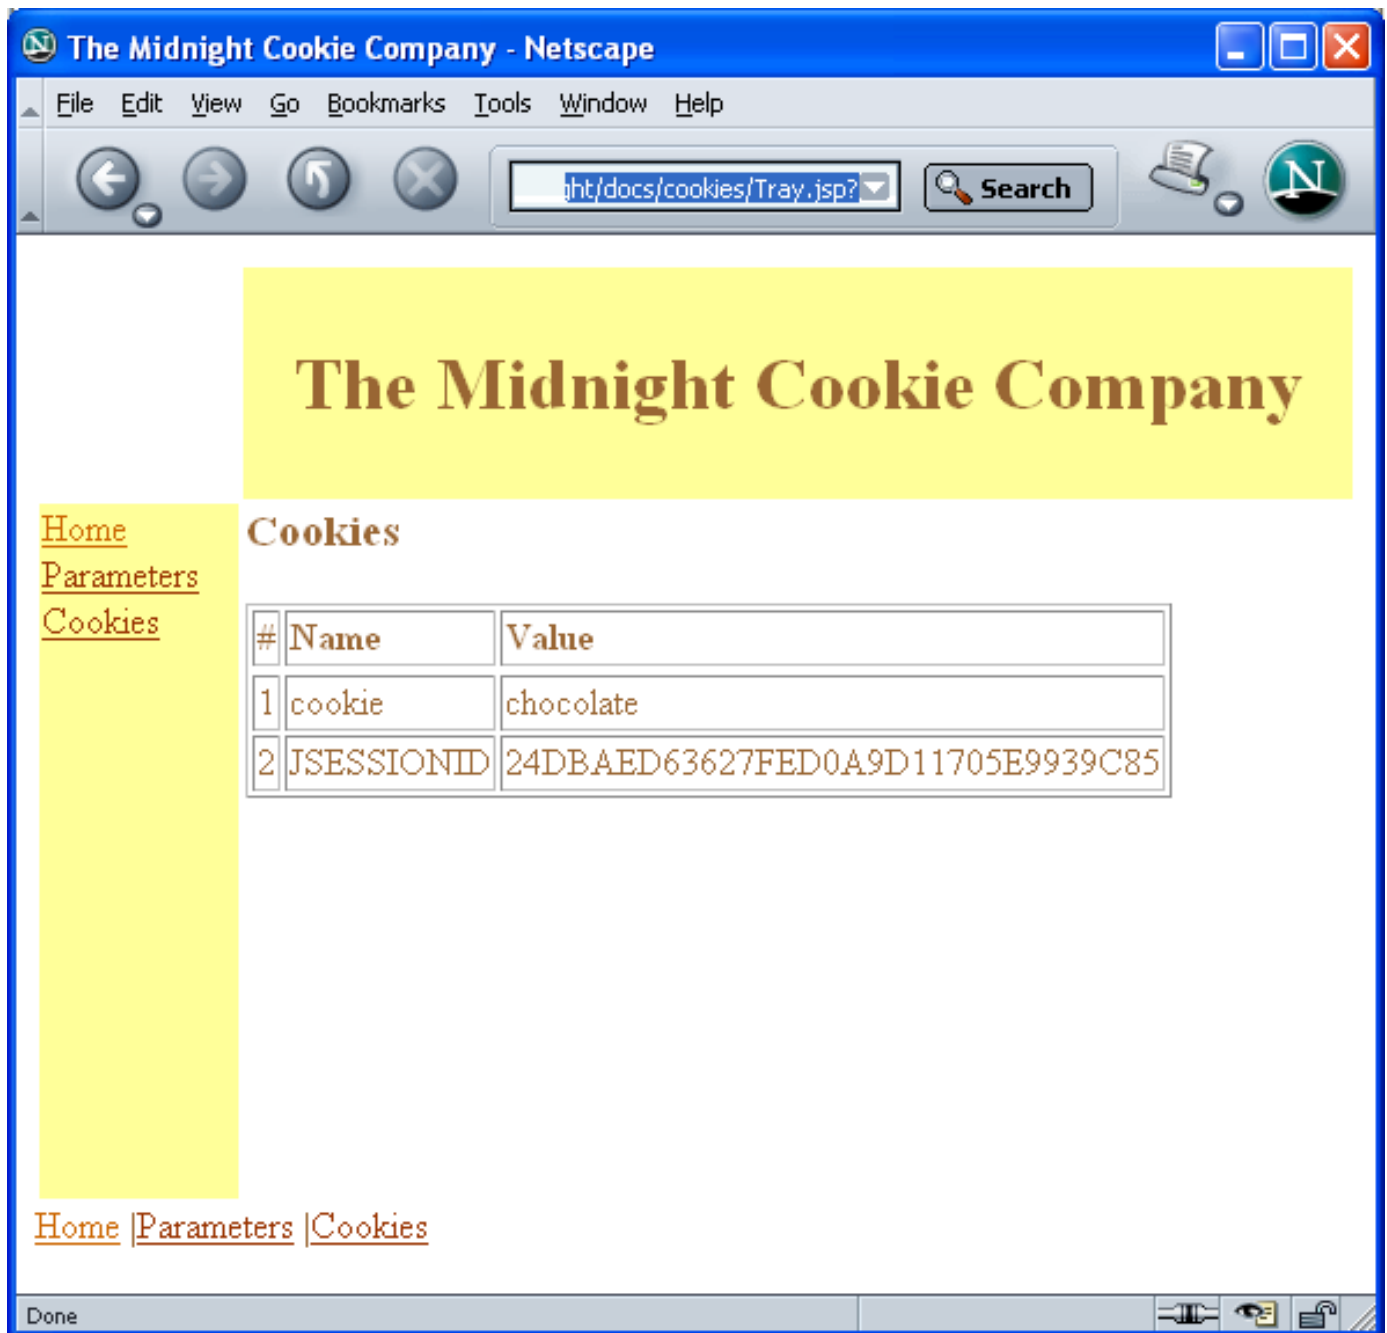 The Midnight Cookie Company - Netscape
File Edit View Go Bookmarks Tools Window Help
ght/docs/cookies/Tray.jsp? Search
N
The Midnight Cookie Company
Home
Parameters
Cookies
Cookies
# Name Value
1 cookie chocolate
2 JSESSIONID 24DBAED63627FED0A9D11705E9939C85
Home |Parameters |Cookies
Done